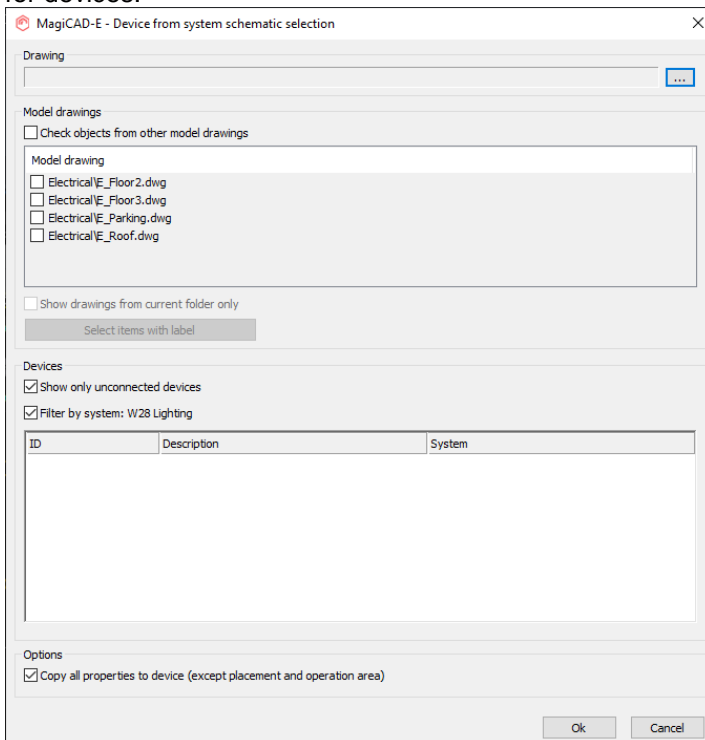 for devices.
MagiCAD-E - Device from system schematic selection
Drawing
...
Model drawings
Check objects from other model drawings
Model drawing
Electrical\E_Floor2.dwg
Electrical\E_Floor3.dwg
Electrical\E_Parking.dwg
Electrical\E_Roof.dwg
Show drawings from current folder only
Select items with label
Devices
Show only unconnected devices
Filter by system: W28 Lighting
ID Description System
Options
Copy all properties to device (except placement and operation area)
Ok Cancel